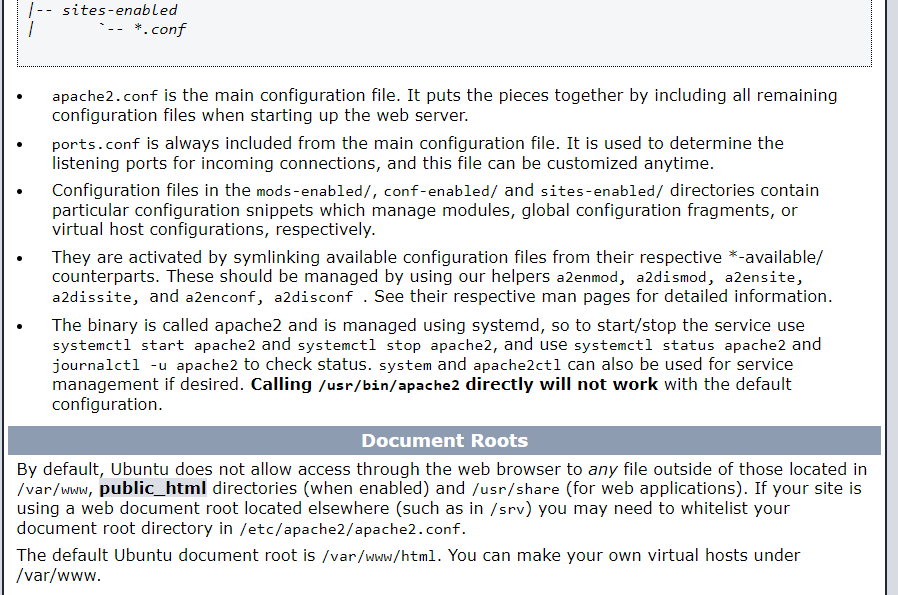 |-- sites-enabled
|       `-- *.conf
• apache2.conf is the main configuration file. It puts the pieces together by including all remaining
configuration files when starting up the web server.
• ports.conf is always included from the main configuration file. It is used to determine the
listening ports for incoming connections, and this file can be customized anytime.
• Configuration files in the mods-enabled/, conf-enabled/ and sites-enabled/ directories contain
particular configuration snippets which manage modules, global configuration fragments, or
virtual host configurations, respectively.
• They are activated by symlinking available configuration files from their respective *-available/
counterparts. These should be managed by using our helpers a2enmod, a2dismod, a2ensite,
a2dissite, and a2enconf, a2disconf . See their respective man pages for detailed information.
• The binary is called apache2 and is managed using systemd, so to start/stop the service use
systemctl start apache2 and systemctl stop apache2, and use systemctl status apache2 and
journalctl -u apache2 to check status. system and apache2ctl can also be used for service
management if desired. Calling /usr/bin/apache2 directly will not work with the default
configuration.
Document Roots
By default, Ubuntu does not allow access through the web browser to any file outside of those located in
/var/www, public_html directories (when enabled) and /usr/share (for web applications). If your site is
using a web document root located elsewhere (such as in /srv) you may need to whitelist your
document root directory in /etc/apache2/apache2.conf.
The default Ubuntu document root is /var/www/html. You can make your own virtual hosts under
/var/www.